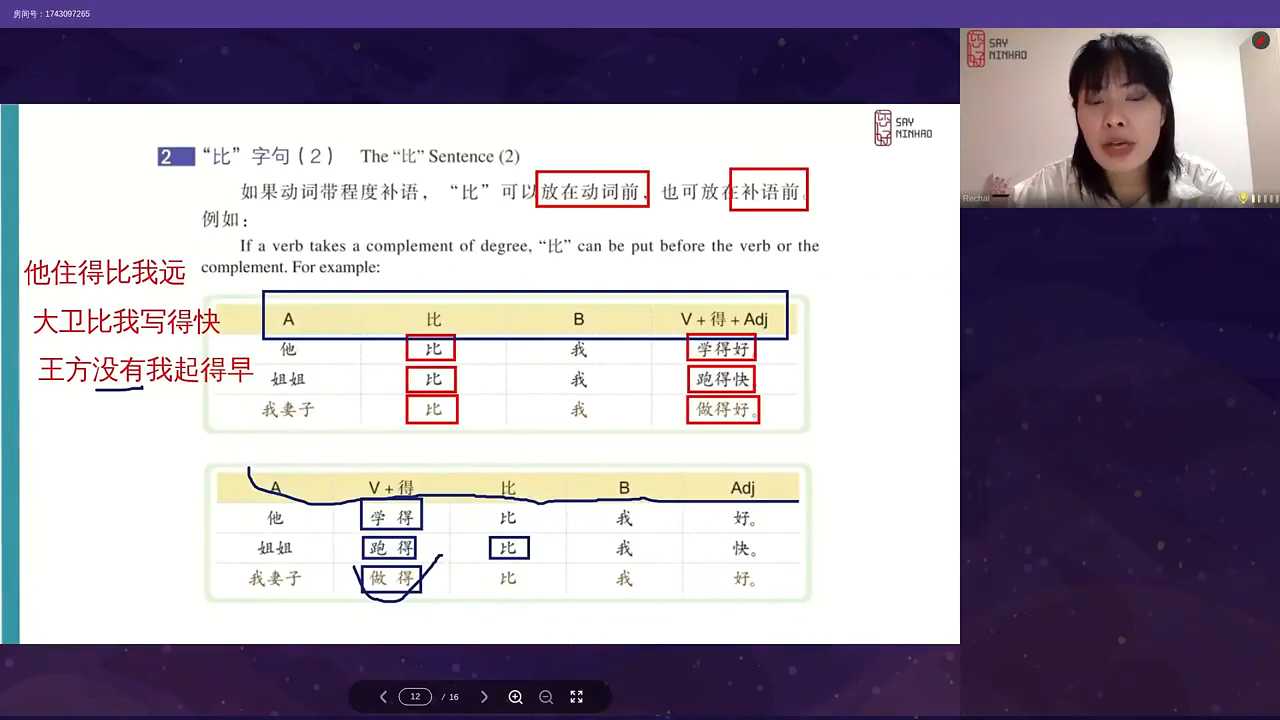 房间号：1743097265
SAY
NINHAO
SAY
NINHAO
Rechal
2 “比”字句（2） The “比” Sentence (2)
如果动词带程度补语，“比”可以放在动词前，也可放在补语前。
例如：
If a verb takes a complement of degree, “比” can be put before the verb or the
complement. For example:
他住得比我远
大卫比我写得快
王方没有我起得早
A 比 B V + 得 + Adj
他 比 我 学得好。
姐姐 比 我 跑得快。
我妻子 比 我 做得好。
A V + 得 比 B Adj
他 学 得 比 我 好。
姐姐 跑 得 比 我 快。
我妻子 做 得 比 我 好。
12 / 16